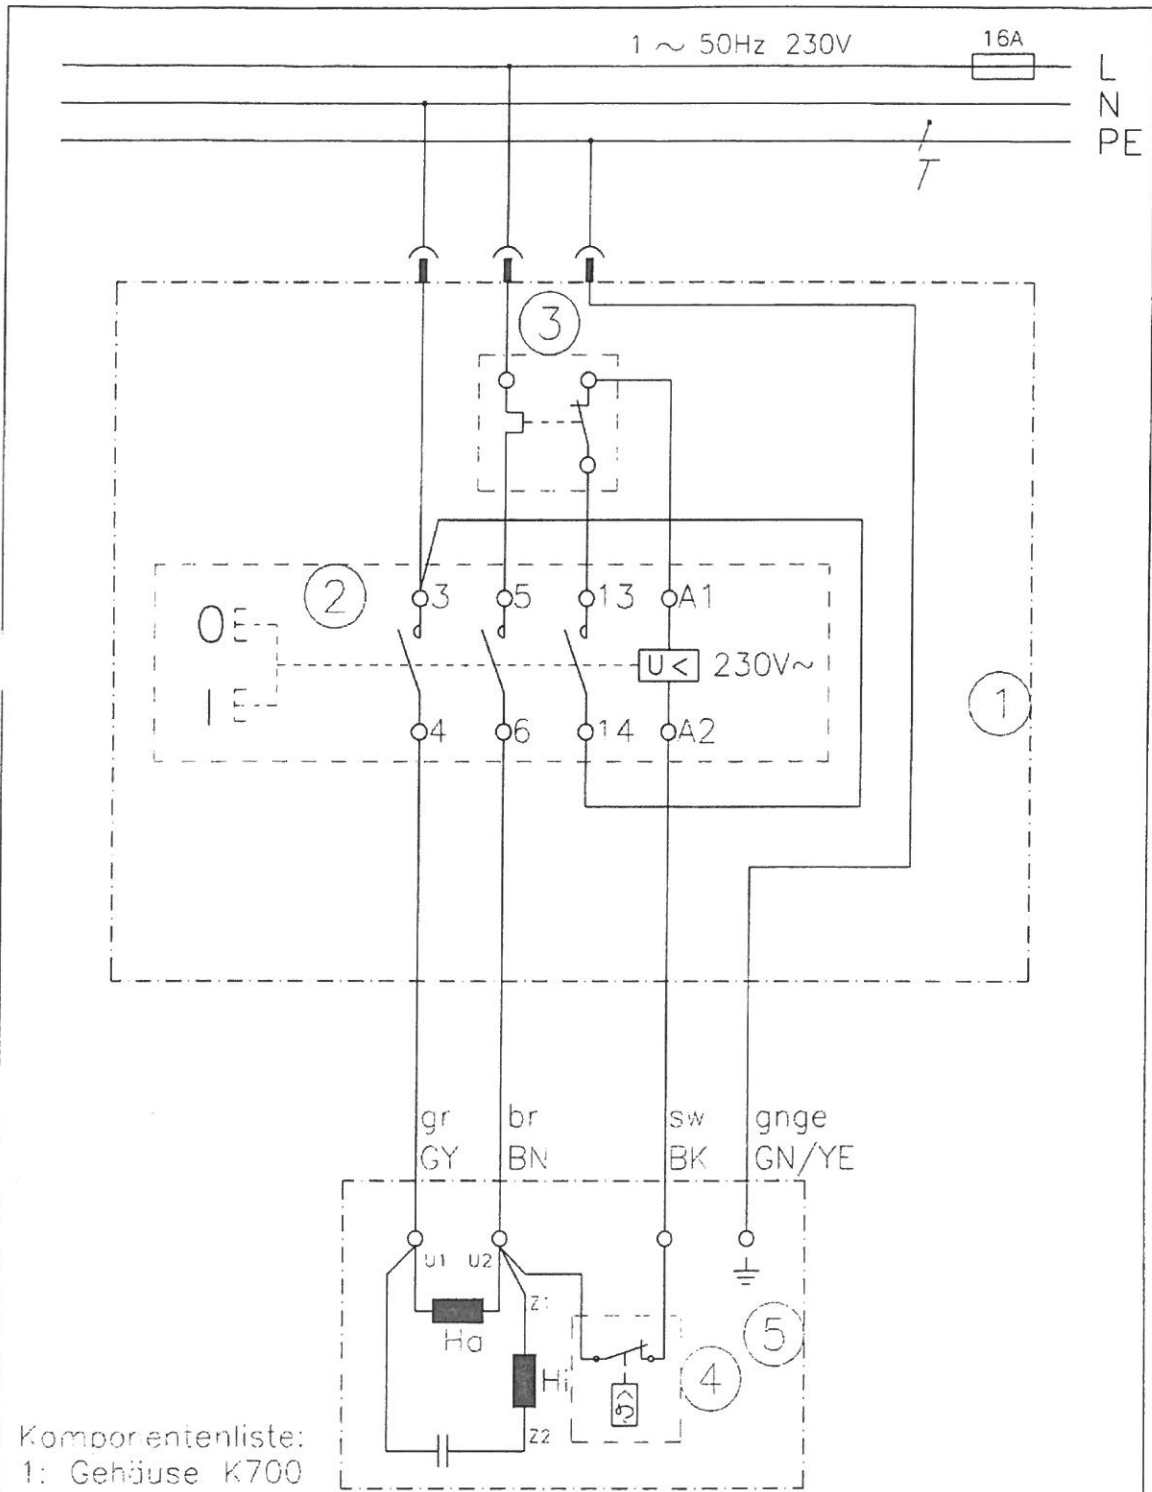 1 ~ 50Hz 230V
16A
L
N
PE
3
2
3
5
13
A1
0
U<
230V~
I
1
4
6
14
A2
gr
br
sw
gnge
GY
BN
BK
GN/YE
U1
U2
Z1
5
Ha
Hi
4
Z2
Komponentenliste:
1: Gehäuse K700